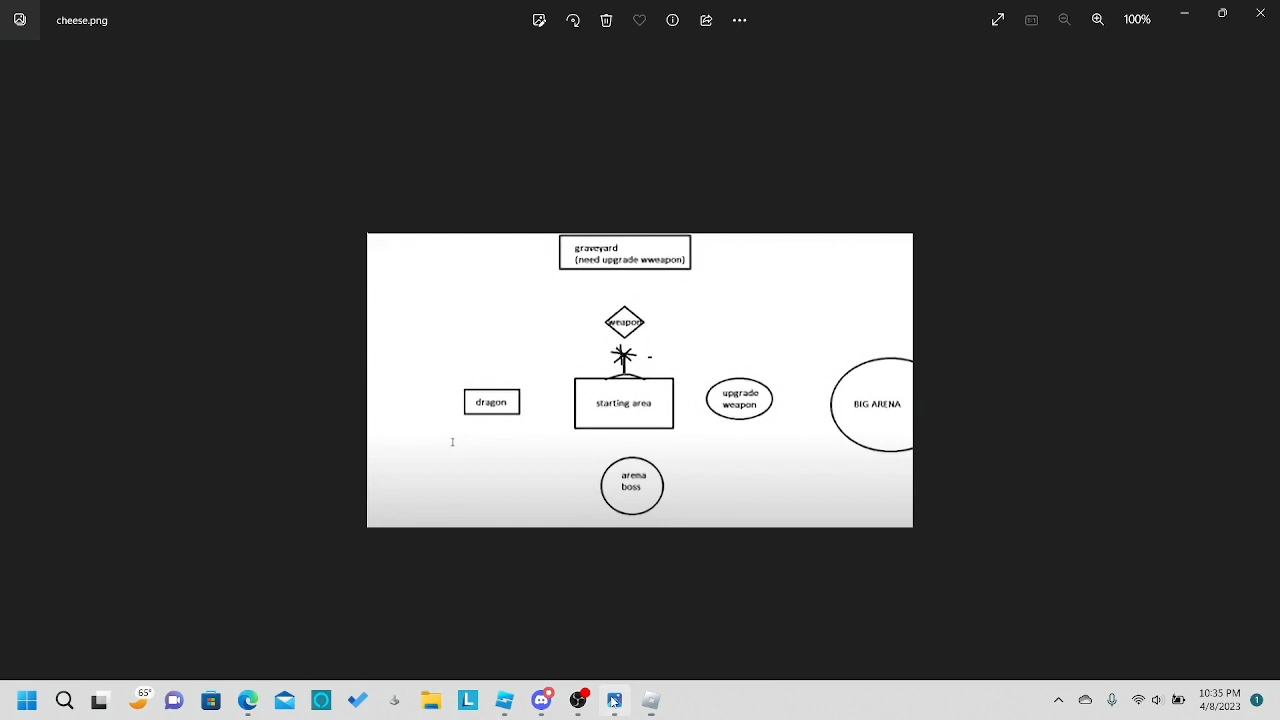 cheese.png
100%
graveyard
(need upgrade wweapon)
weapon
dragon
starting area
upgrade
weapon
BIG ARENA
arena
boss
65°
L
10:35 PM
4/8/2023
1